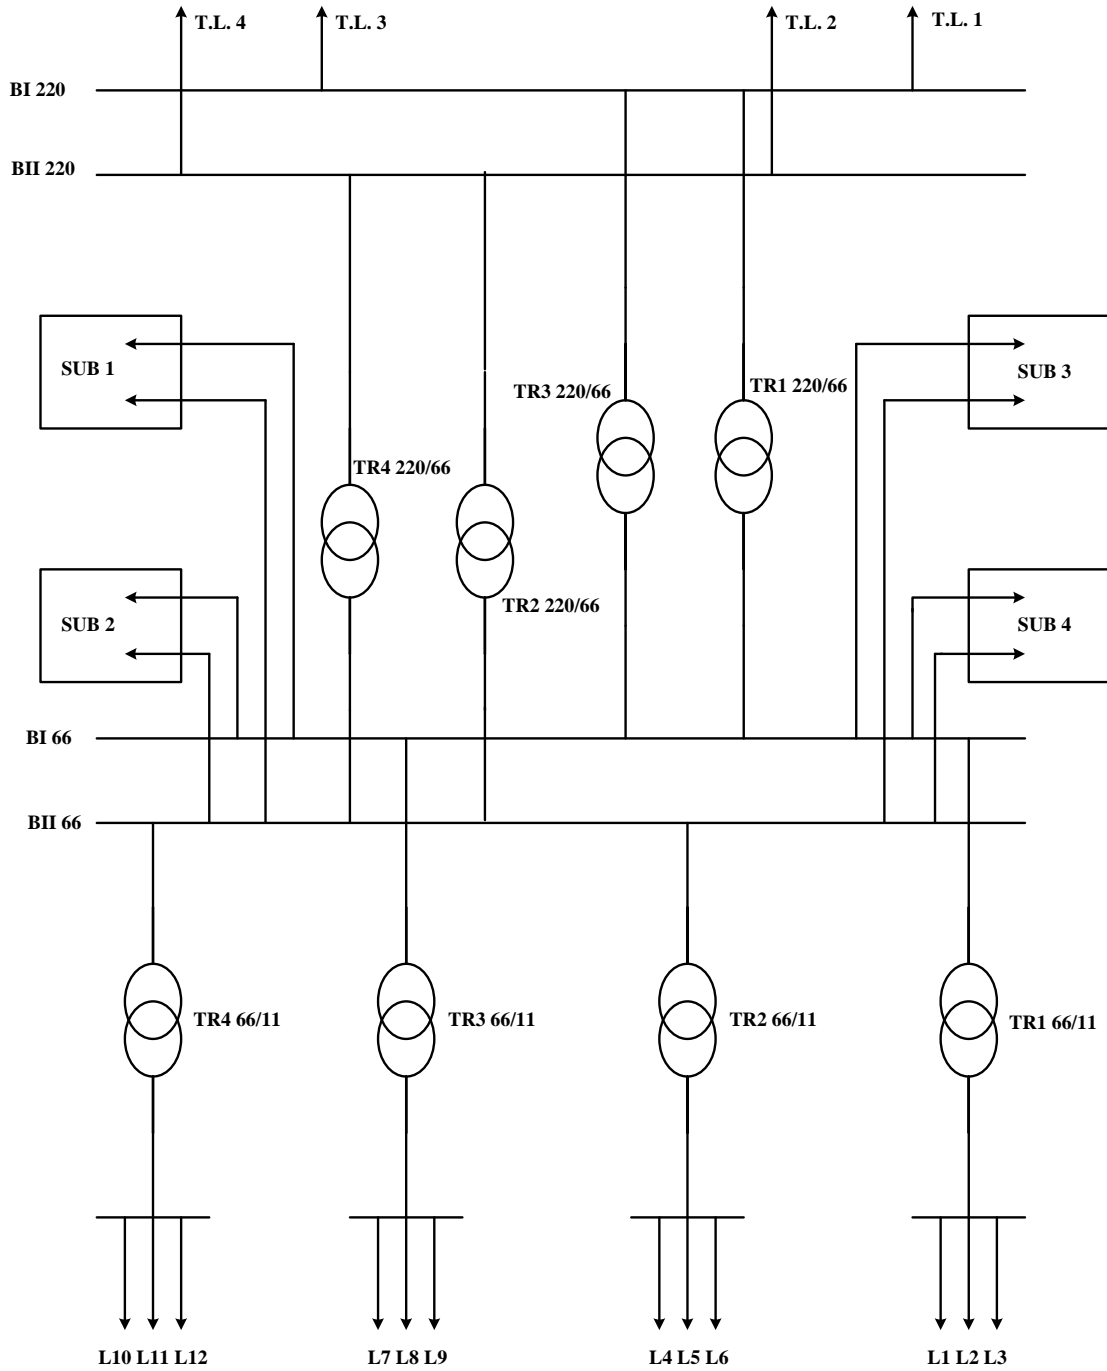 T.L. 4
T.L. 3
T.L. 2
T.L. 1
BI 220
BII 220
SUB 1
SUB 3
TR3 220/66
TR1 220/66
TR4 220/66
TR2 220/66
SUB 2
SUB 4
BI 66
BII 66
TR4 66/11
TR3 66/11
TR2 66/11
TR1 66/11
L10 L11 L12
L7 L8 L9
L4 L5 L6
L1 L2 L3